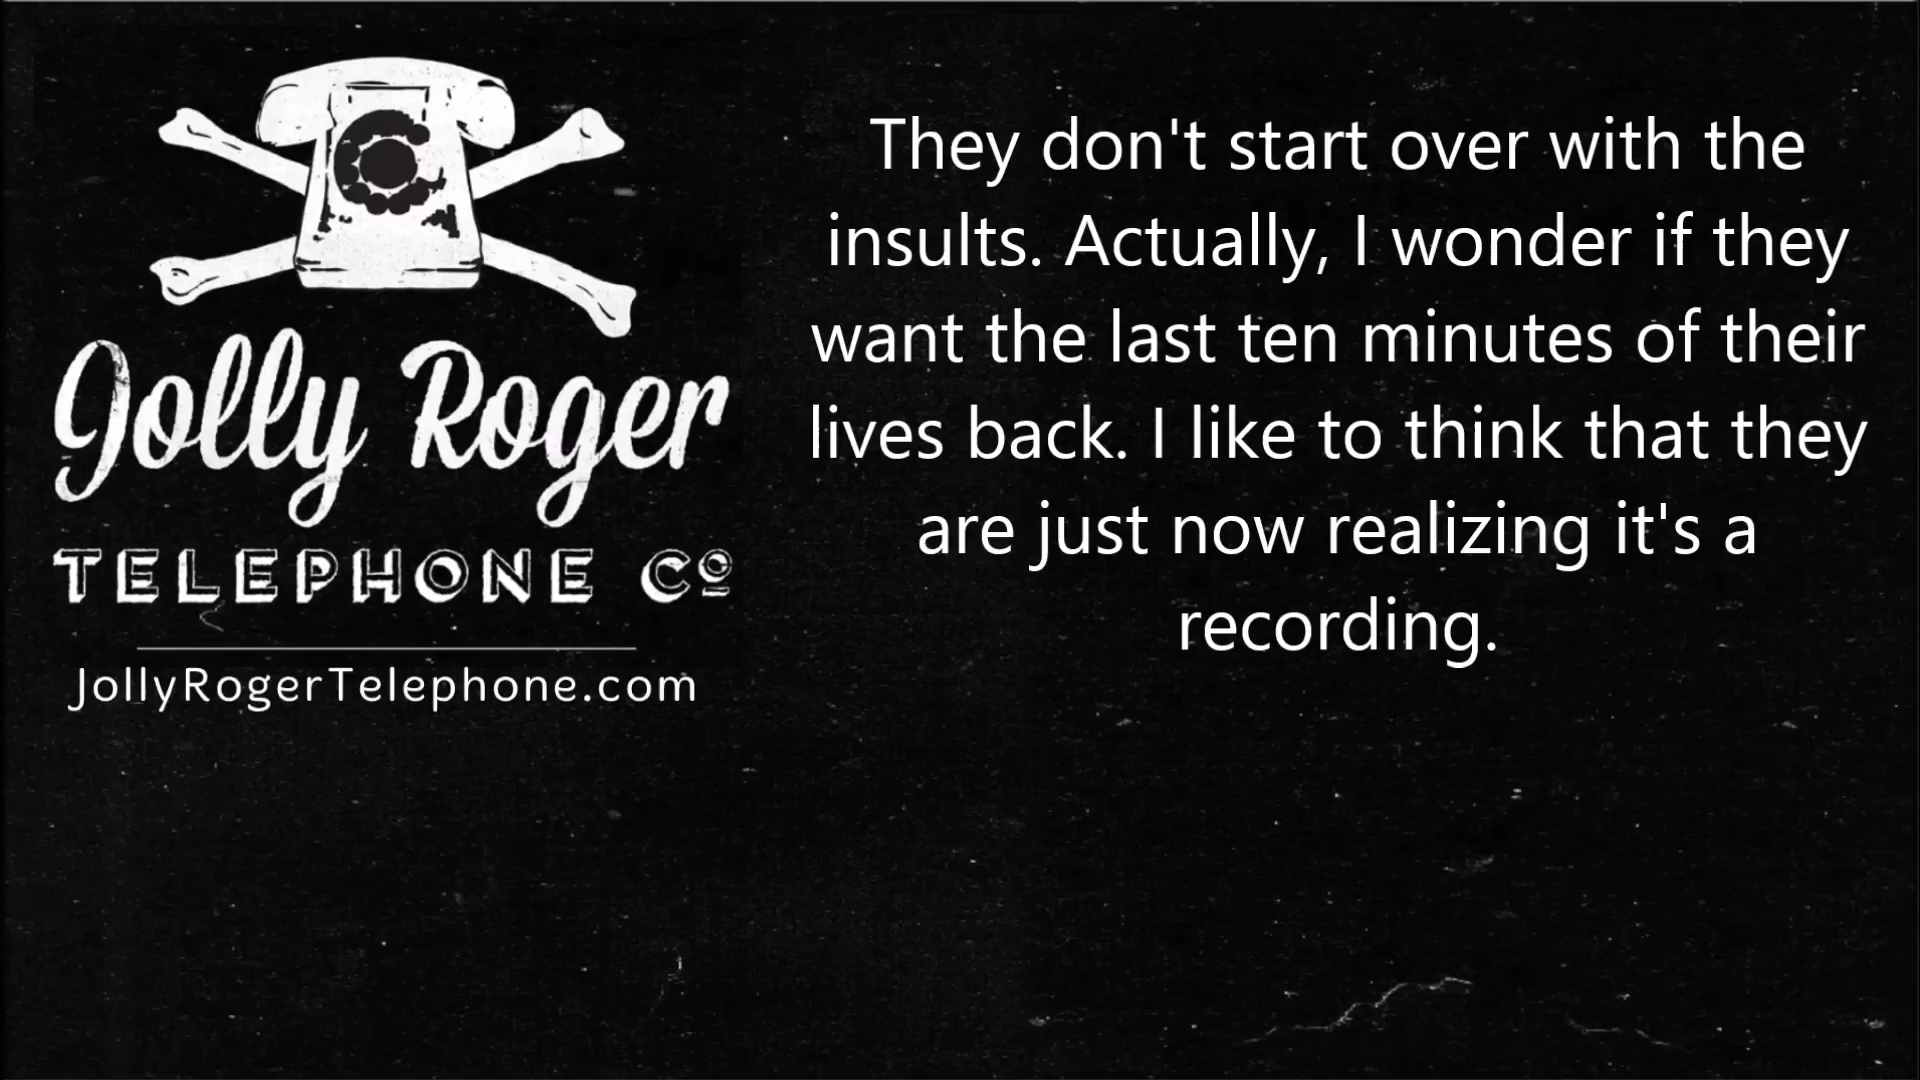 Jolly Roger
TELEPHONE Co
JollyRogerTelephone.com
They don't start over with the
insults. Actually, I wonder if they
want the last ten minutes of their
lives back. I like to think that they
are just now realizing it's a
recording.